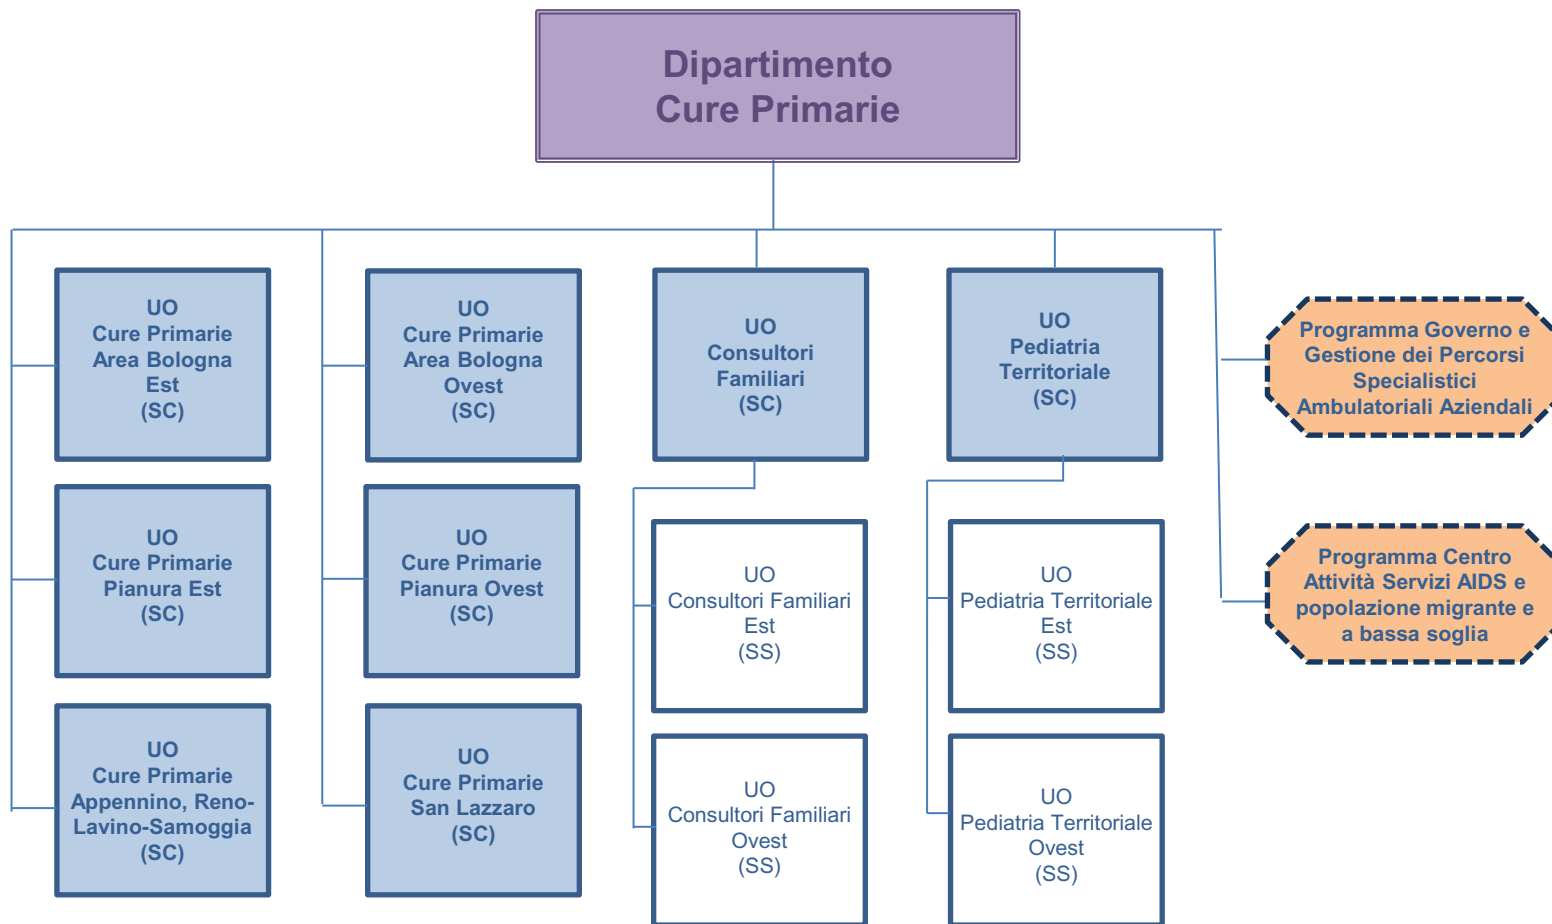 Dipartimento
Cure Primarie
UO
Cure Primarie
Area Bologna
Est
(SC)
UO
Cure Primarie
Area Bologna
Ovest
(SC)
UO
Consultori
Familiari
(SC)
UO
Pediatria
Territoriale
(SC)
Programma Governo e
Gestione dei Percorsi
Specialistici
Ambulatoriali Aziendali
UO
Cure Primarie
Pianura Est
(SC)
UO
Cure Primarie
Pianura Ovest
(SC)
UO
Consultori Familiari
Est
(SS)
UO
Pediatria Territoriale
Est
(SS)
Programma Centro
Attività Servizi AIDS e
popolazione migrante e
a bassa soglia
UO
Cure Primarie
Appennino, Reno-
Lavino-Samoggia
(SC)
UO
Cure Primarie
San Lazzaro
(SC)
UO
Consultori Familiari
Ovest
(SS)
UO
Pediatria Territoriale
Ovest
(SS)